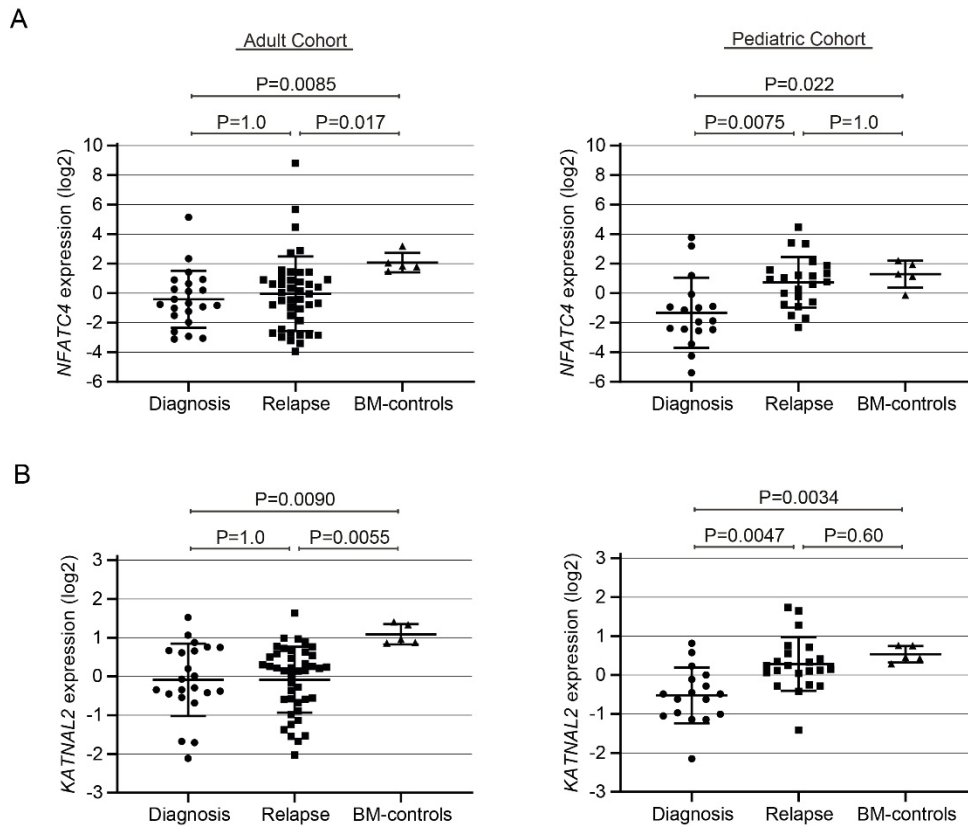 A
Adult Cohort
Pediatric Cohort
P=0.0085
P=0.022
P=1.0
P=0.017
P=0.0075
P=1.0
NFATC4 expression (log2)
10
8
6
4
2
0
-2
-4
-6
Diagnosis
Relapse
BM-controls
NFATC4 expression (log2)
10
8
6
4
2
0
-2
-4
-6
Diagnosis
Relapse
BM-controls
B
P=0.0090
P=0.0034
P=1.0
P=0.0055
P=0.0047
P=0.60
KATNAL2 expression (log2)
3
2
1
0
-1
-2
-3
Diagnosis
Relapse
BM-controls
KATNAL2 expression (log2)
3
2
1
0
-1
-2
-3
Diagnosis
Relapse
BM-controls